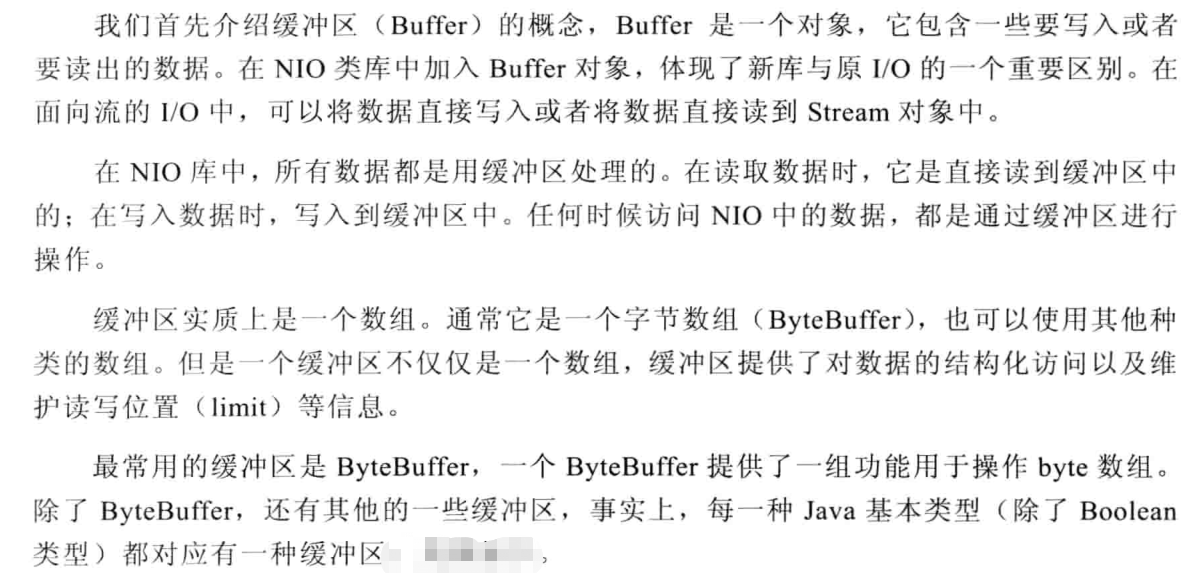 我们首先介绍缓冲区（Buffer）的概念，Buffer 是一个对象，它包含一些要写入或者
要读出的数据。在 NIO 类库中加入 Buffer 对象，体现了新库与原 I/O 的一个重要区别。在
面向流的 I/O 中，可以将数据直接写入或者将数据直接读到 Stream 对象中。
在 NIO 库中，所有数据都是用缓冲区处理的。在读取数据时，它是直接读到缓冲区中
的；在写入数据时，写入到缓冲区中。任何时候访问 NIO 中的数据，都是通过缓冲区进行
操作。
缓冲区实质上是一个数组。通常它是一个字节数组（ByteBuffer），也可以使用其他种
类的数组。但是一个缓冲区不仅仅是一个数组，缓冲区提供了对数据的结构化访问以及维
护读写位置（limit）等信息。
最常用的缓冲区是 ByteBuffer，一个 ByteBuffer 提供了一组功能用于操作 byte 数组。
除了 ByteBuffer，还有其他的一些缓冲区，事实上，每一种 Java 基本类型（除了 Boolean
类型）都对应有一种缓冲区